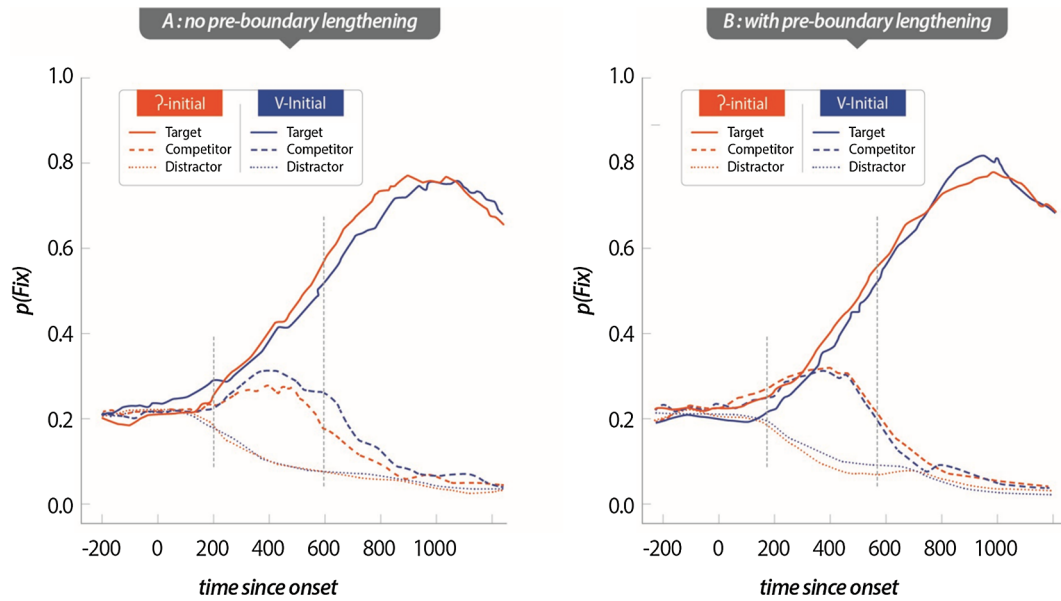 A : no pre-boundary lengthening
1.0
0.8
0.6
0.4
0.2
0.0
p(Fix)
ʔ-initial V-Initial
Target Target
Competitor Competitor
Distractor Distractor
-200 0 200 400 600 800 1000
time since onset
B : with pre-boundary lengthening
1.0
0.8
0.6
0.4
0.2
0.0
p(Fix)
ʔ-initial V-Initial
Target Target
Competitor Competitor
Distractor Distractor
-200 0 200 400 600 800 1000
time since onset